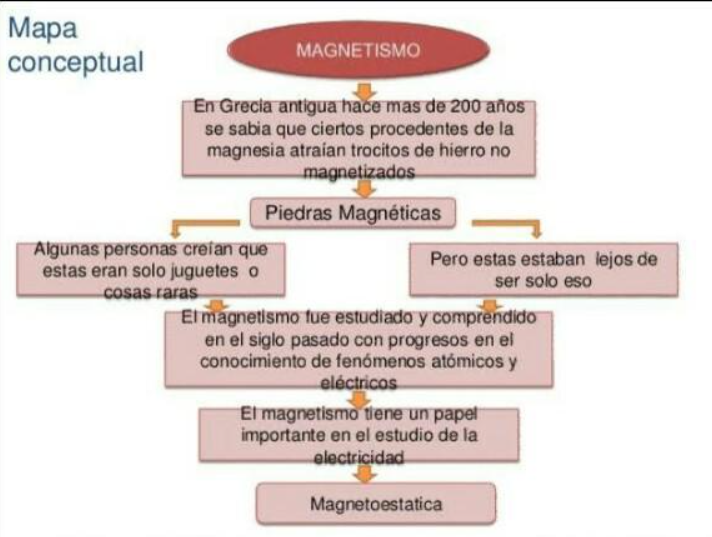 Mapa
conceptual
MAGNETISMO
En Grecia antigua hace mas de 200 años
se sabia que ciertos procedentes de la
magnesia atraían trocitos de hierro no
magnetizados
Piedras Magnéticas
Algunas personas creían que
estas eran solo juguetes o
cosas raras
Pero estas estaban lejos de
ser solo eso
El magnetismo fue estudiado y comprendido
en el siglo pasado con progresos en el
conocimiento de fenómenos atómicos y
eléctricos
El magnetismo tiene un papel
importante en el estudio de la
electricidad
Magnetoestatica